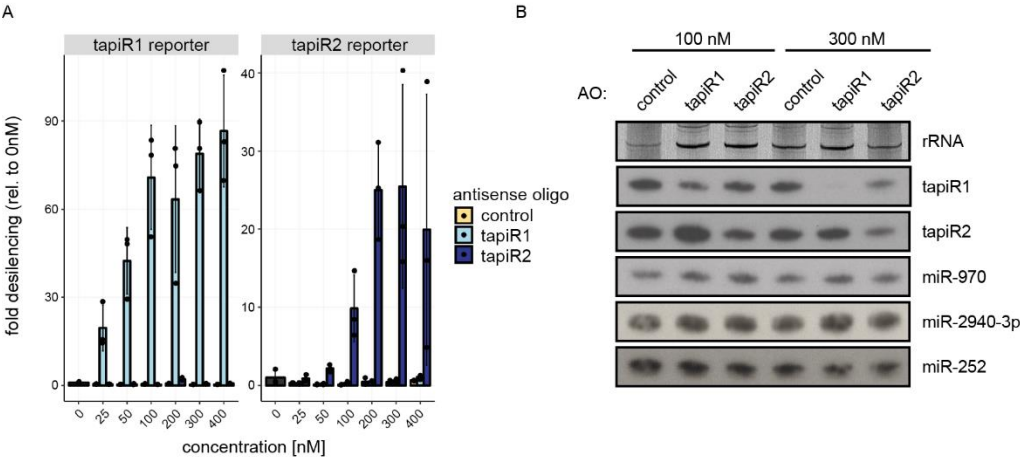 A
tapiR1 reporter
tapiR2 reporter
fold desilencing (rel. to 0nM)
90
60
30
0
40
20
0
0
25
50
100
200
300
400
0
25
50
100
200
300
400
concentration [nM]
antisense oligo
control
tapiR1
tapiR2
B
100 nM
300 nM
AO:
control
tapiR1
tapiR2
control
tapiR1
tapiR2
rRNA
tapiR1
tapiR2
miR-970
miR-2940-3p
miR-252